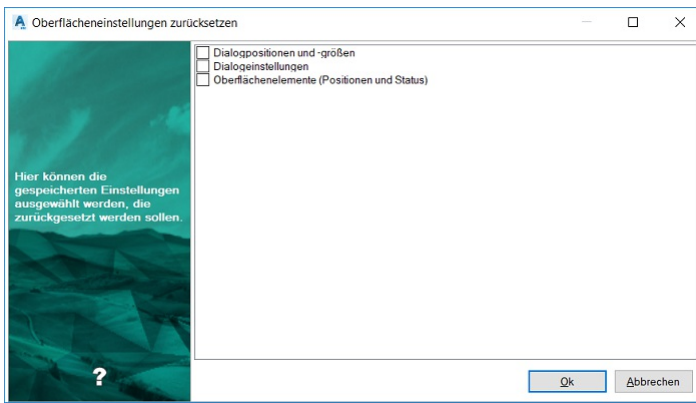 Oberflächeneinstellungen zurücksetzen
Dialogpositionen und -größen
Dialogeinstellungen
Oberflächenelemente (Positionen und Status)
Hier können die
gespeicherten Einstellungen
ausgewählt werden, die
zurückgesetzt werden sollen.
?
Ok
Abbrechen